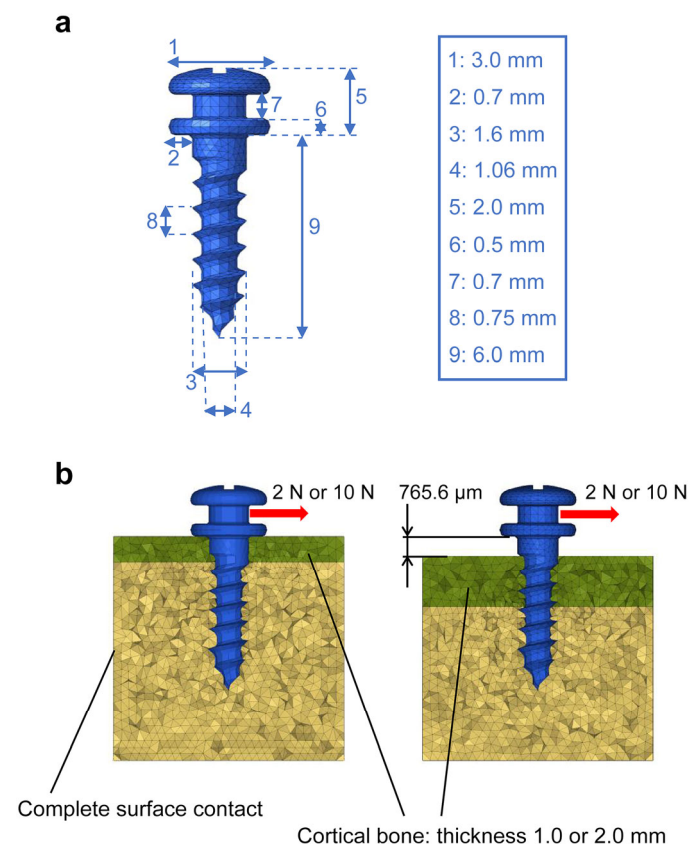 a
1
5
7
6
2
8
9
3
4
1: 3.0 mm
2: 0.7 mm
3: 1.6 mm
4: 1.06 mm
5: 2.0 mm
6: 0.5 mm
7: 0.7 mm
8: 0.75 mm
9: 6.0 mm
b
2 N or 10 N
765.6 µm
2 N or 10 N
Complete surface contact
Cortical bone: thickness 1.0 or 2.0 mm